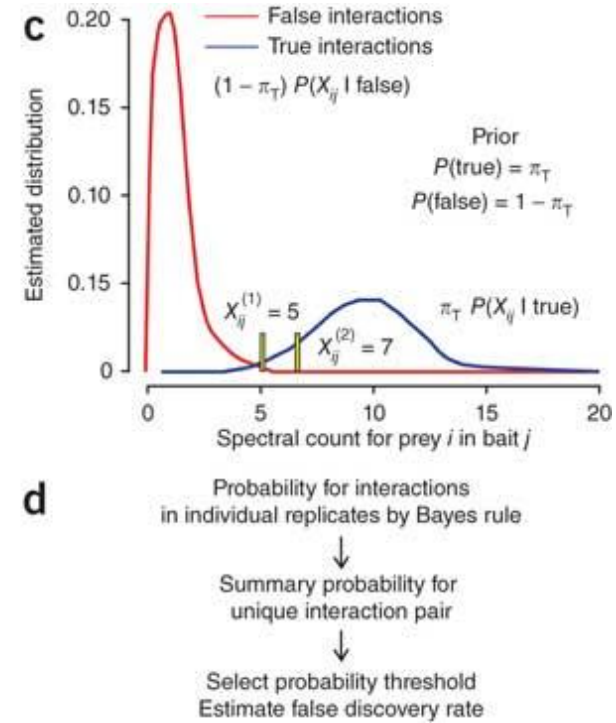 c
False interactions
True interactions
(1 − π_T) P(X_ij | false)
Prior
P(true) = π_T
P(false) = 1 − π_T
Estimated distribution
0.20
0.15
0.10
0.15
0
X_ij^(1) = 5
X_ij^(2) = 7
π_T P(X_ij | true)
0 5 10 15 20
Spectral count for prey i in bait j
d
Probability for interactions
in individual replicates by Bayes rule
Summary probability for
unique interaction pair
Select probability threshold
Estimate false discovery rate